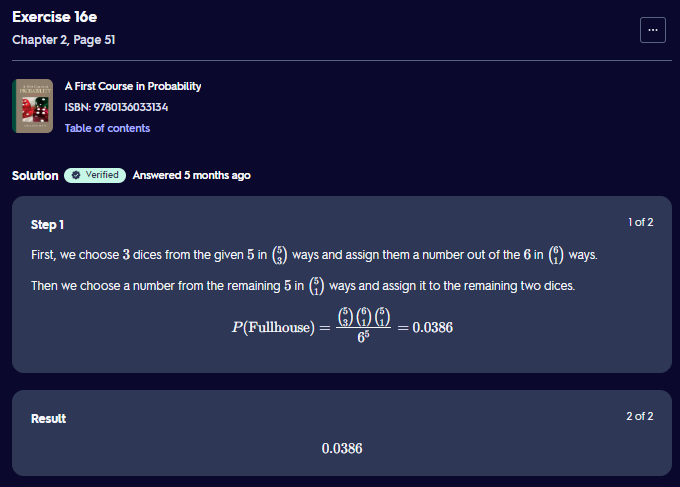 Exercise 16e
Chapter 2, Page 51
...
A First Course in Probability
ISBN: 9780136033134
Table of contents
Solution Verified Answered 5 months ago
Step 1 1 of 2
First, we choose 3 dices from the given 5 in \binom{5}{3} ways and assign them a number out of the 6 in \binom{6}{1} ways.
Then we choose a number from the remaining 5 in \binom{5}{1} ways and assign it to the remaining two dices.
P(Fullhouse) = \frac{\binom{5}{3}\binom{6}{1}\binom{5}{1}}{6^5} = 0.0386
Result 2 of 2
0.0386